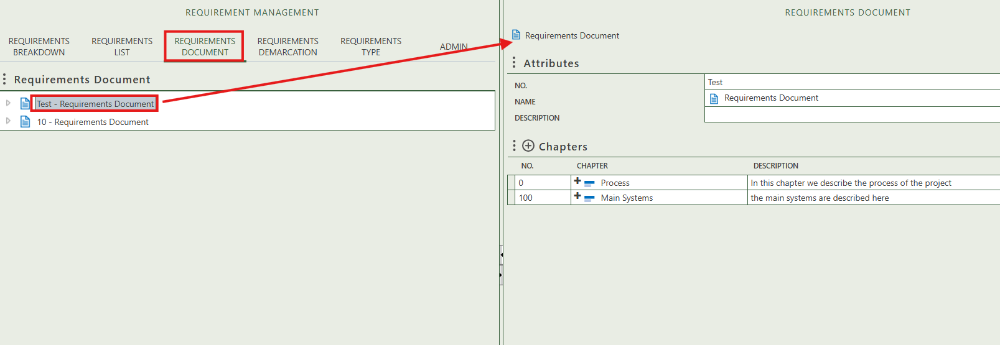 REQUIREMENT MANAGEMENT
REQUIREMENTS BREAKDOWN
REQUIREMENTS LIST
REQUIREMENTS DOCUMENT
REQUIREMENTS DEMARCATION
REQUIREMENTS TYPE
ADMIN
Requirements Document
Test - Requirements Document
10 - Requirements Document
REQUIREMENTS DOCUMENT
Requirements Document
Attributes
NO. Test
NAME Requirements Document
DESCRIPTION
Chapters
NO. CHAPTER DESCRIPTION
0 Process In this chapter we describe the process of the project
100 Main Systems the main systems are described here